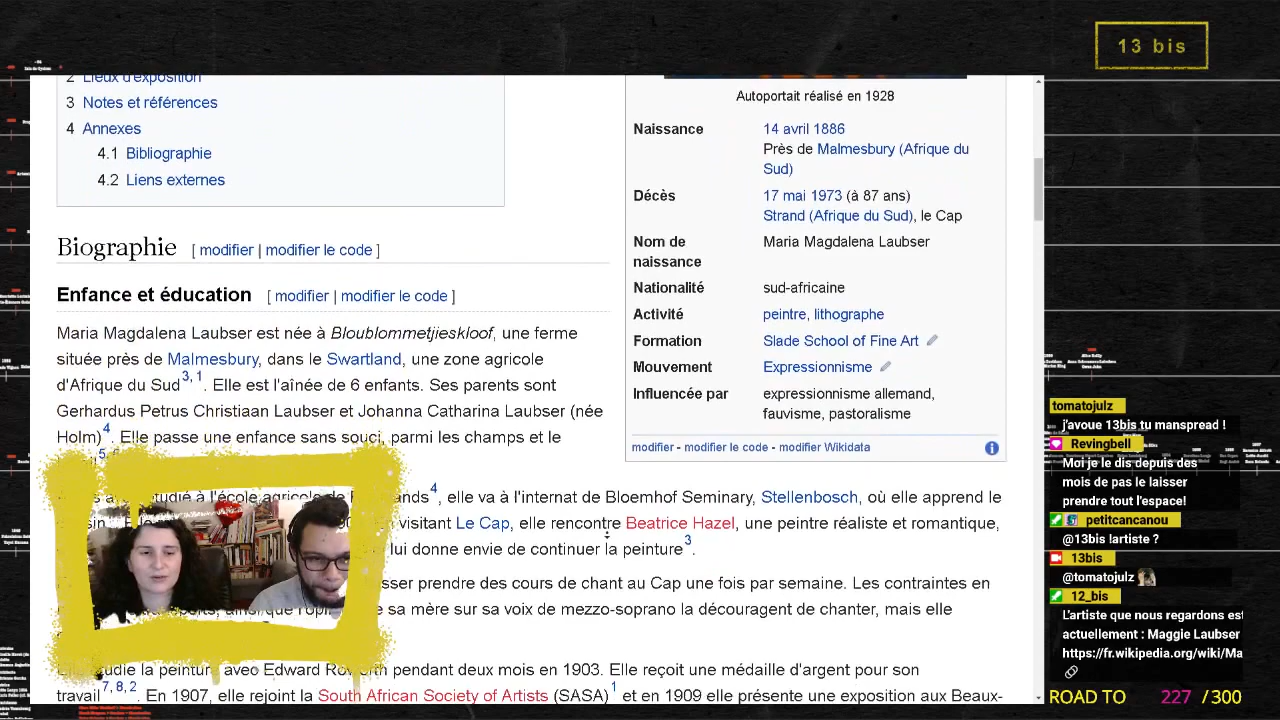 13 bis
2 Lieux d'exposition
3 Notes et références
4 Annexes
4.1 Bibliographie
4.2 Liens externes
Biographie [ modifier | modifier le code ]
Enfance et éducation [ modifier | modifier le code ]
Maria Magdalena Laubser est née à Bloublommetjieskloof, une ferme
située près de Malmesbury, dans le Swartland, une zone agricole
d'Afrique du Sud3, 1. Elle est l'aînée de 6 enfants. Ses parents sont
Gerhardus Petrus Christiaan Laubser et Johanna Catharina Laubser (née
Holm)4. Elle passe une enfance sans souci, parmi les champs et le
5
étudié à l'école agricole de 4, elle va à l'internat de Bloemhof Seminary, Stellenbosch, où elle apprend le
visitant Le Cap, elle rencontre Beatrice Hazel, une peintre réaliste et romantique,
lui donne envie de continuer la peinture3.
sser prendre des cours de chant au Cap une fois par semaine. Les contraintes en
sa mère sur sa voix de mezzo-soprano la découragent de chanter, mais elle
la peinture avec Edward pendant deux mois en 1903. Elle reçoit une médaille d'argent pour son
travail7, 8, 2. En 1907, elle rejoint la South African Society of Artists (SASA)1 et en 1909 elle présente une exposition aux Beaux-
Autoportait réalisé en 1928
Naissance 14 avril 1886
Près de Malmesbury (Afrique du
Sud)
Décès 17 mai 1973 (à 87 ans)
Strand (Afrique du Sud), le Cap
Nom de Maria Magdalena Laubser
naissance
Nationalité sud-africaine
Activité peintre, lithographe
Formation Slade School of Fine Art
Mouvement Expressionnisme
Influencée par expressionnisme allemand,
fauvisme, pastoralisme
modifier - modifier le code - modifier Wikidata
tomatojulz
j'avoue 13bis tu manspread !
Revingbell
Moi je le dis depuis des
mois de pas le laisser
prendre tout l'espace!
petitcancanou
@13bis !artiste ?
13bis
@tomatojulz
12_bis
L'artiste que nous regardons est
actuellement : Maggie Laubser
https://fr.wikipedia.org/wiki/Ma
ROAD TO 227 / 300